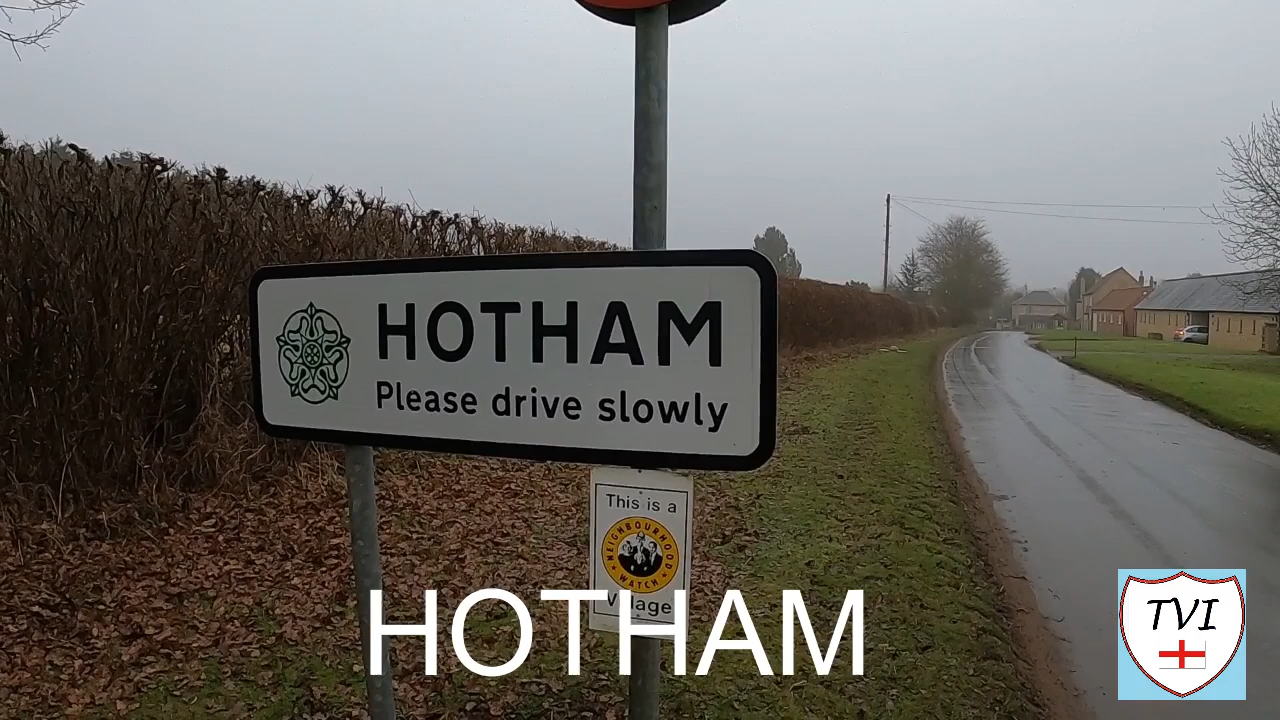 HOTHAM
Please drive slowly
This is a
NEIGHBOURHOOD
WATCH
Village
HOTHAM
TVI